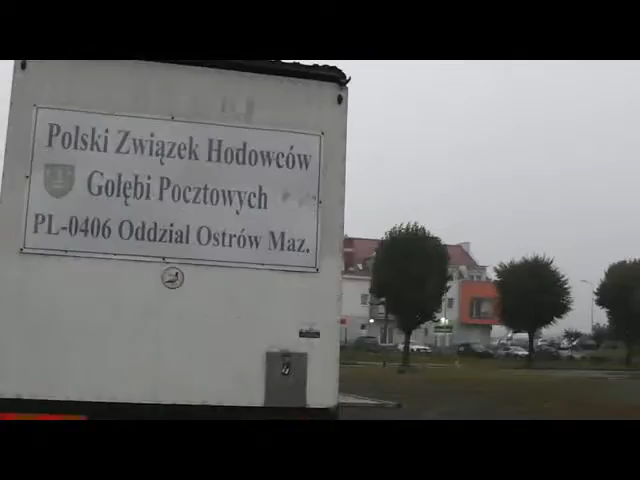 Polski Związek Hodowców
Gołębi Pocztowych
PL-0406 Oddział Ostrów Maz.